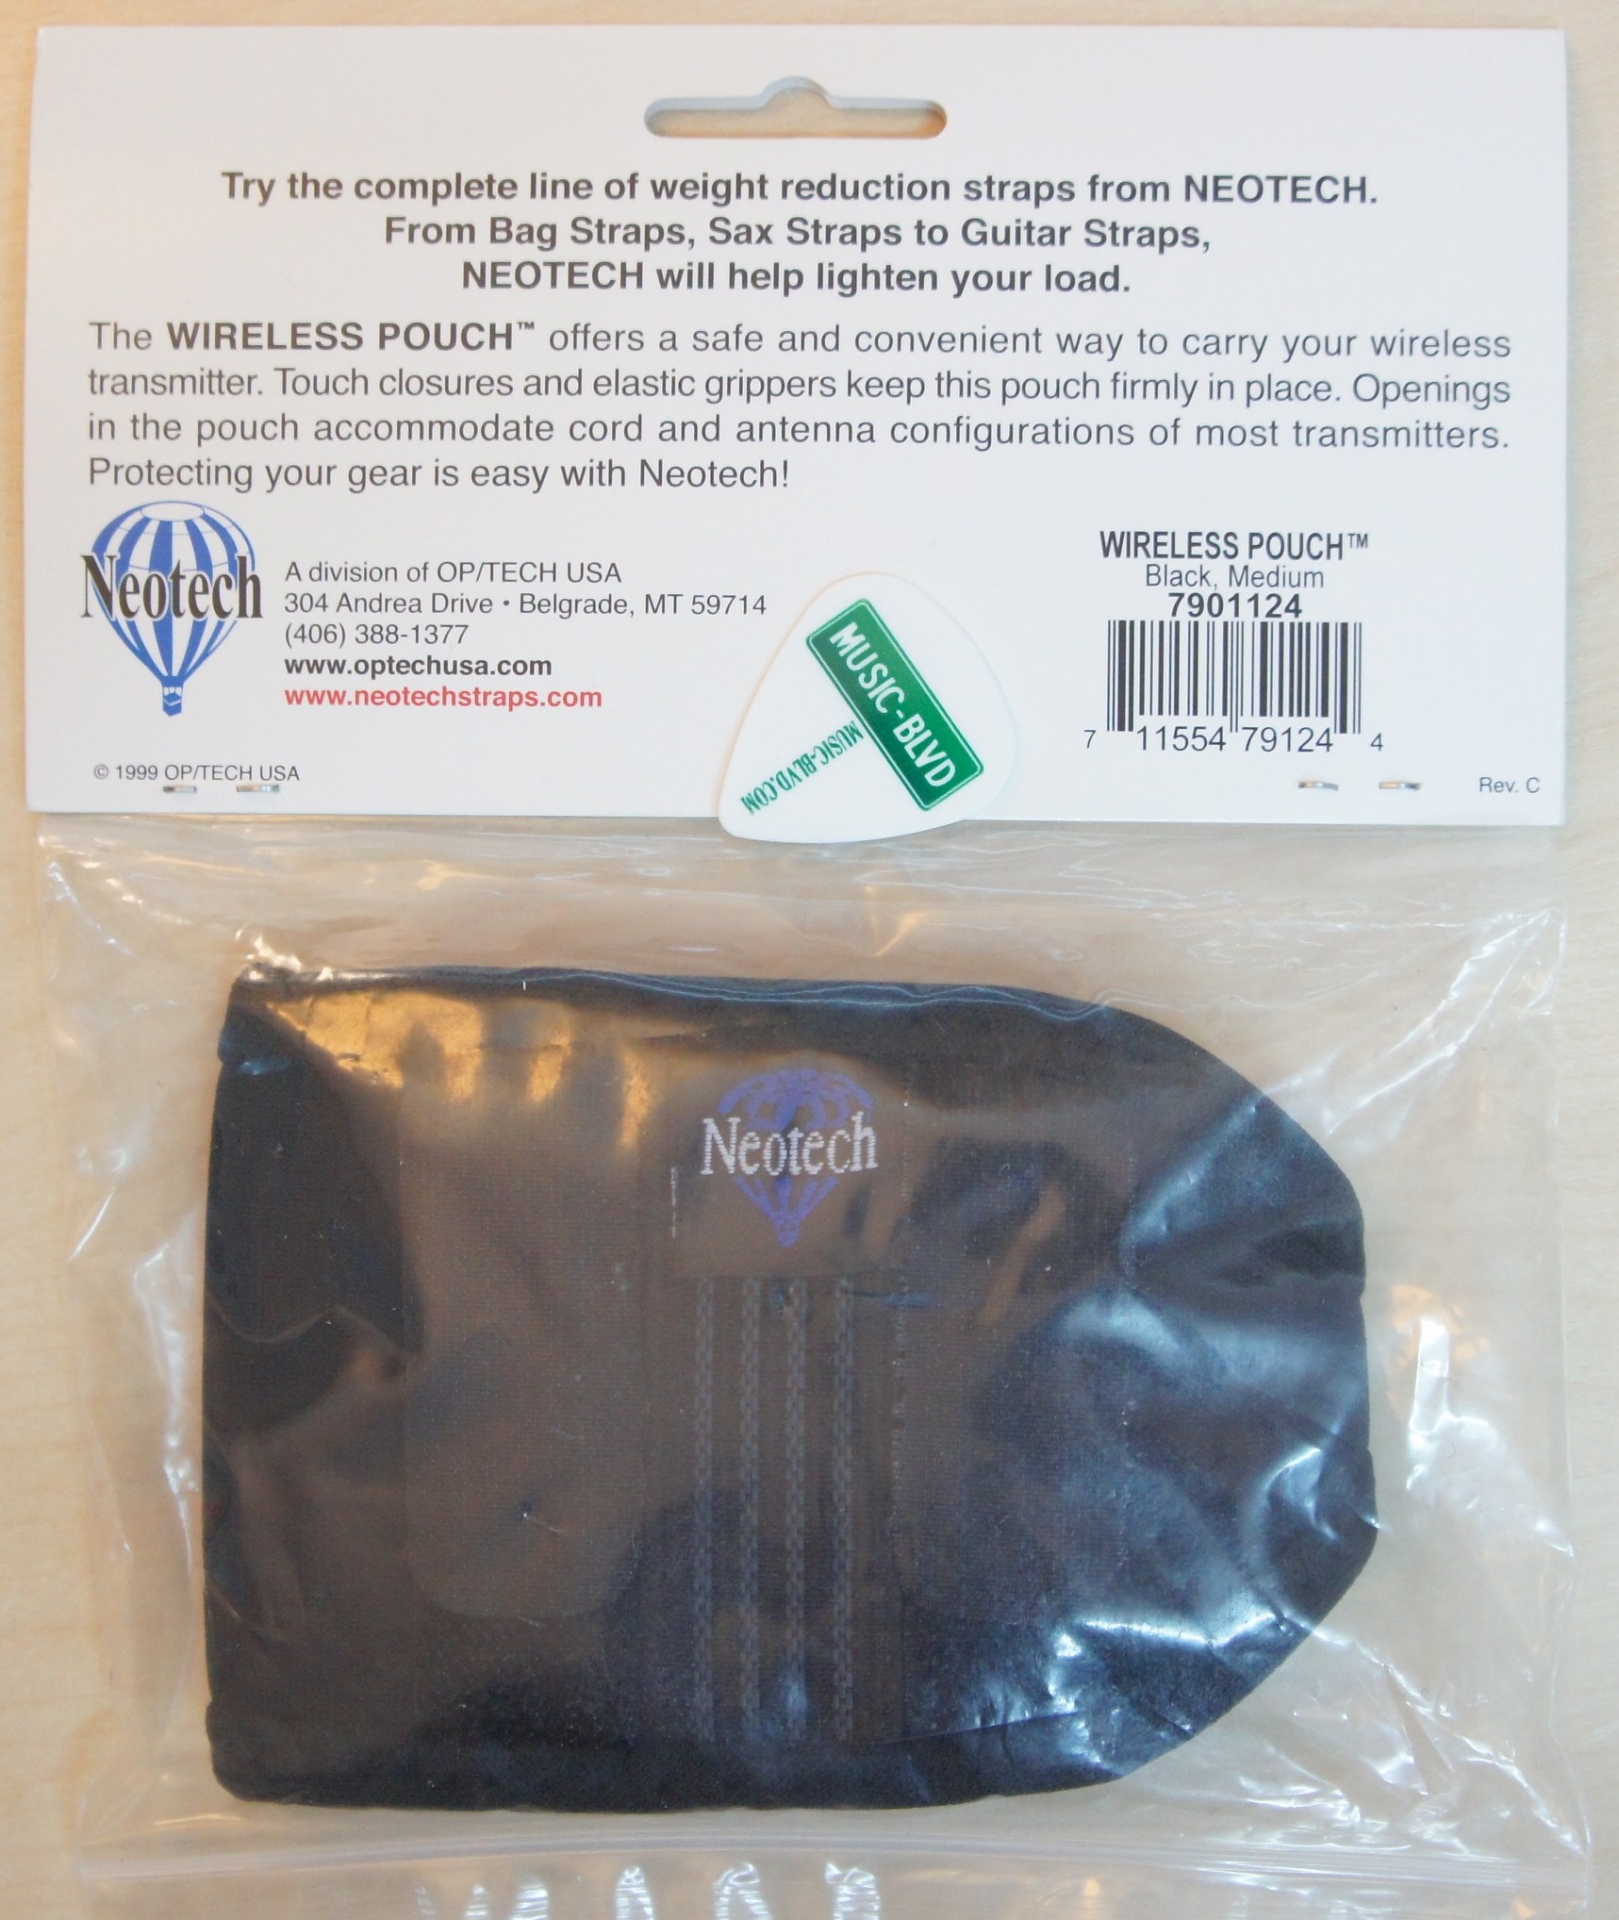 Try the complete line of weight reduction straps from NEOTECH.
From Bag Straps, Sax Straps to Guitar Straps,
NEOTECH will help lighten your load.
The WIRELESS POUCH™ offers a safe and convenient way to carry your wireless
transmitter. Touch closures and elastic grippers keep this pouch firmly in place. Openings
in the pouch accommodate cord and antenna configurations of most transmitters.
Protecting your gear is easy with Neotech!
Neotech
A division of OP/TECH USA
304 Andrea Drive • Belgrade, MT 59714
(406) 388-1377
www.optechusa.com
www.neotechstraps.com
© 1999 OP/TECH USA
MUSIC-BLVD
MUSIC-BLVD.COM
WIRELESS POUCH™
Black, Medium
7901124
7 11554 79124 4
Rev. C
Neotech